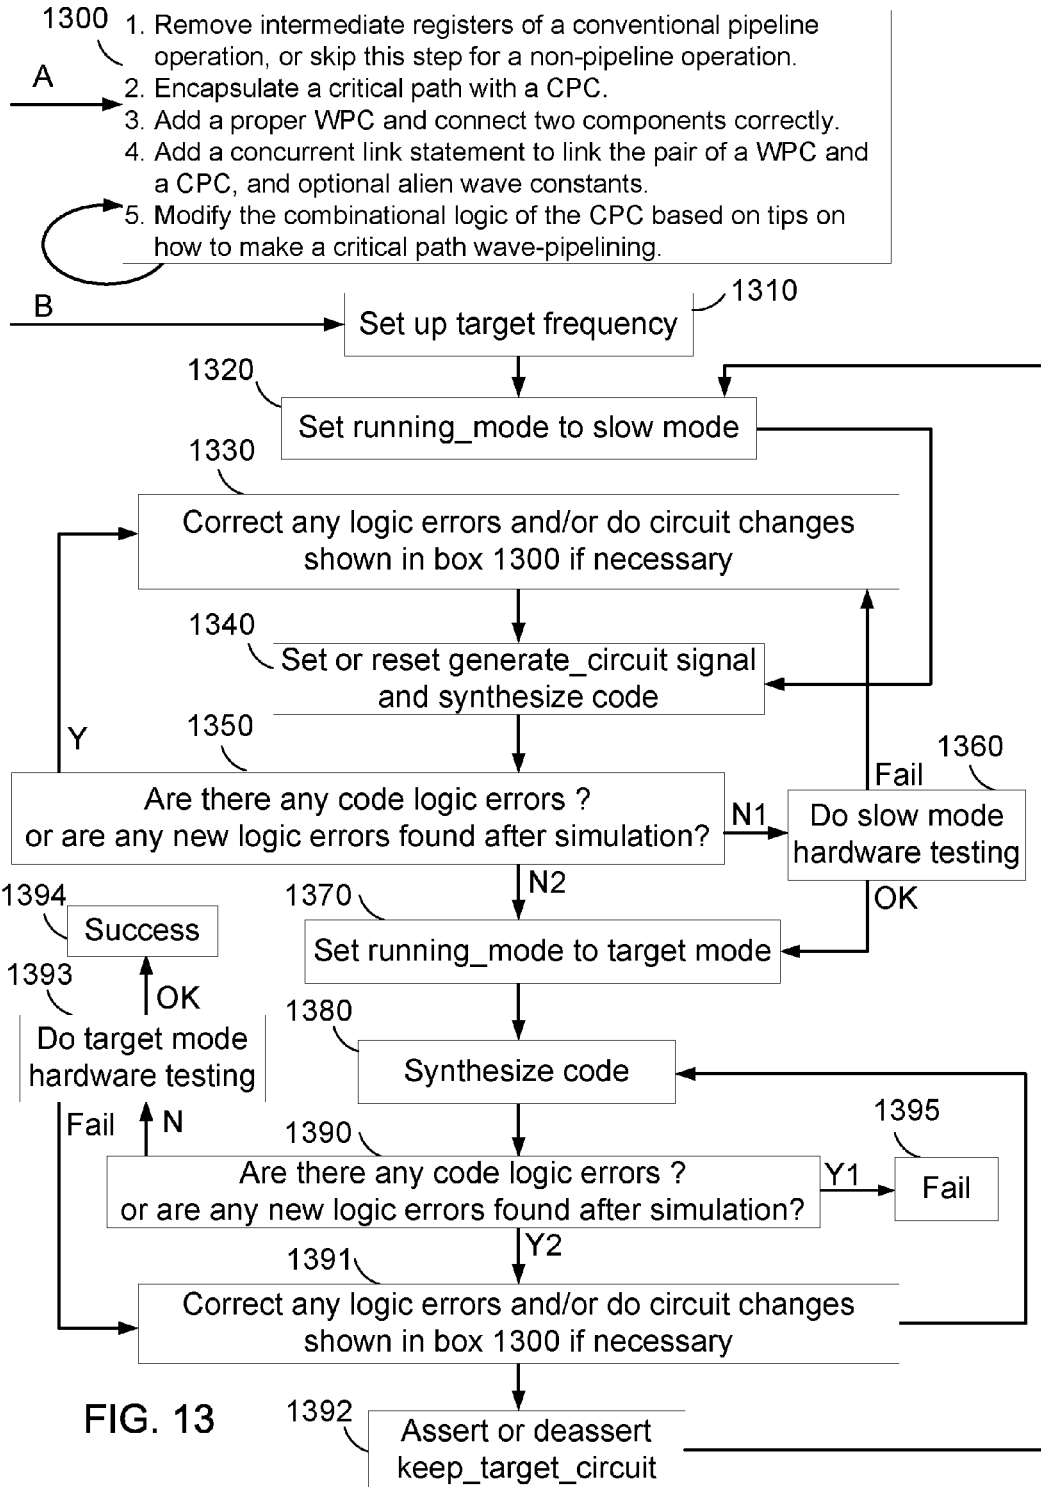 1300
1. Remove intermediate registers of a conventional pipeline
operation, or skip this step for a non-pipeline operation.
A
2. Encapsulate a critical path with a CPC.
3. Add a proper WPC and connect two components correctly.
4. Add a concurrent link statement to link the pair of a WPC and
a CPC, and optional alien wave constants.
5. Modify the combinational logic of the CPC based on tips on
how to make a critical path wave-pipelining.
B
1310
Set up target frequency
1320
Set running_mode to slow mode
1330
Correct any logic errors and/or do circuit changes
shown in box 1300 if necessary
1340
Set or reset generate_circuit signal
and synthesize code
Y
1350
Are there any code logic errors ?
or are any new logic errors found after simulation?
N1
Fail
1360
Do slow mode
hardware testing
OK
N2
1370
Set running_mode to target mode
1394
Success
1393
OK
Do target mode
hardware testing
1380
Synthesize code
Fail
N
1390
Are there any code logic errors ?
or are any new logic errors found after simulation?
Y1
1395
Fail
Y2
1391
Correct any logic errors and/or do circuit changes
shown in box 1300 if necessary
FIG. 13
1392
Assert or deassert
keep_target_circuit